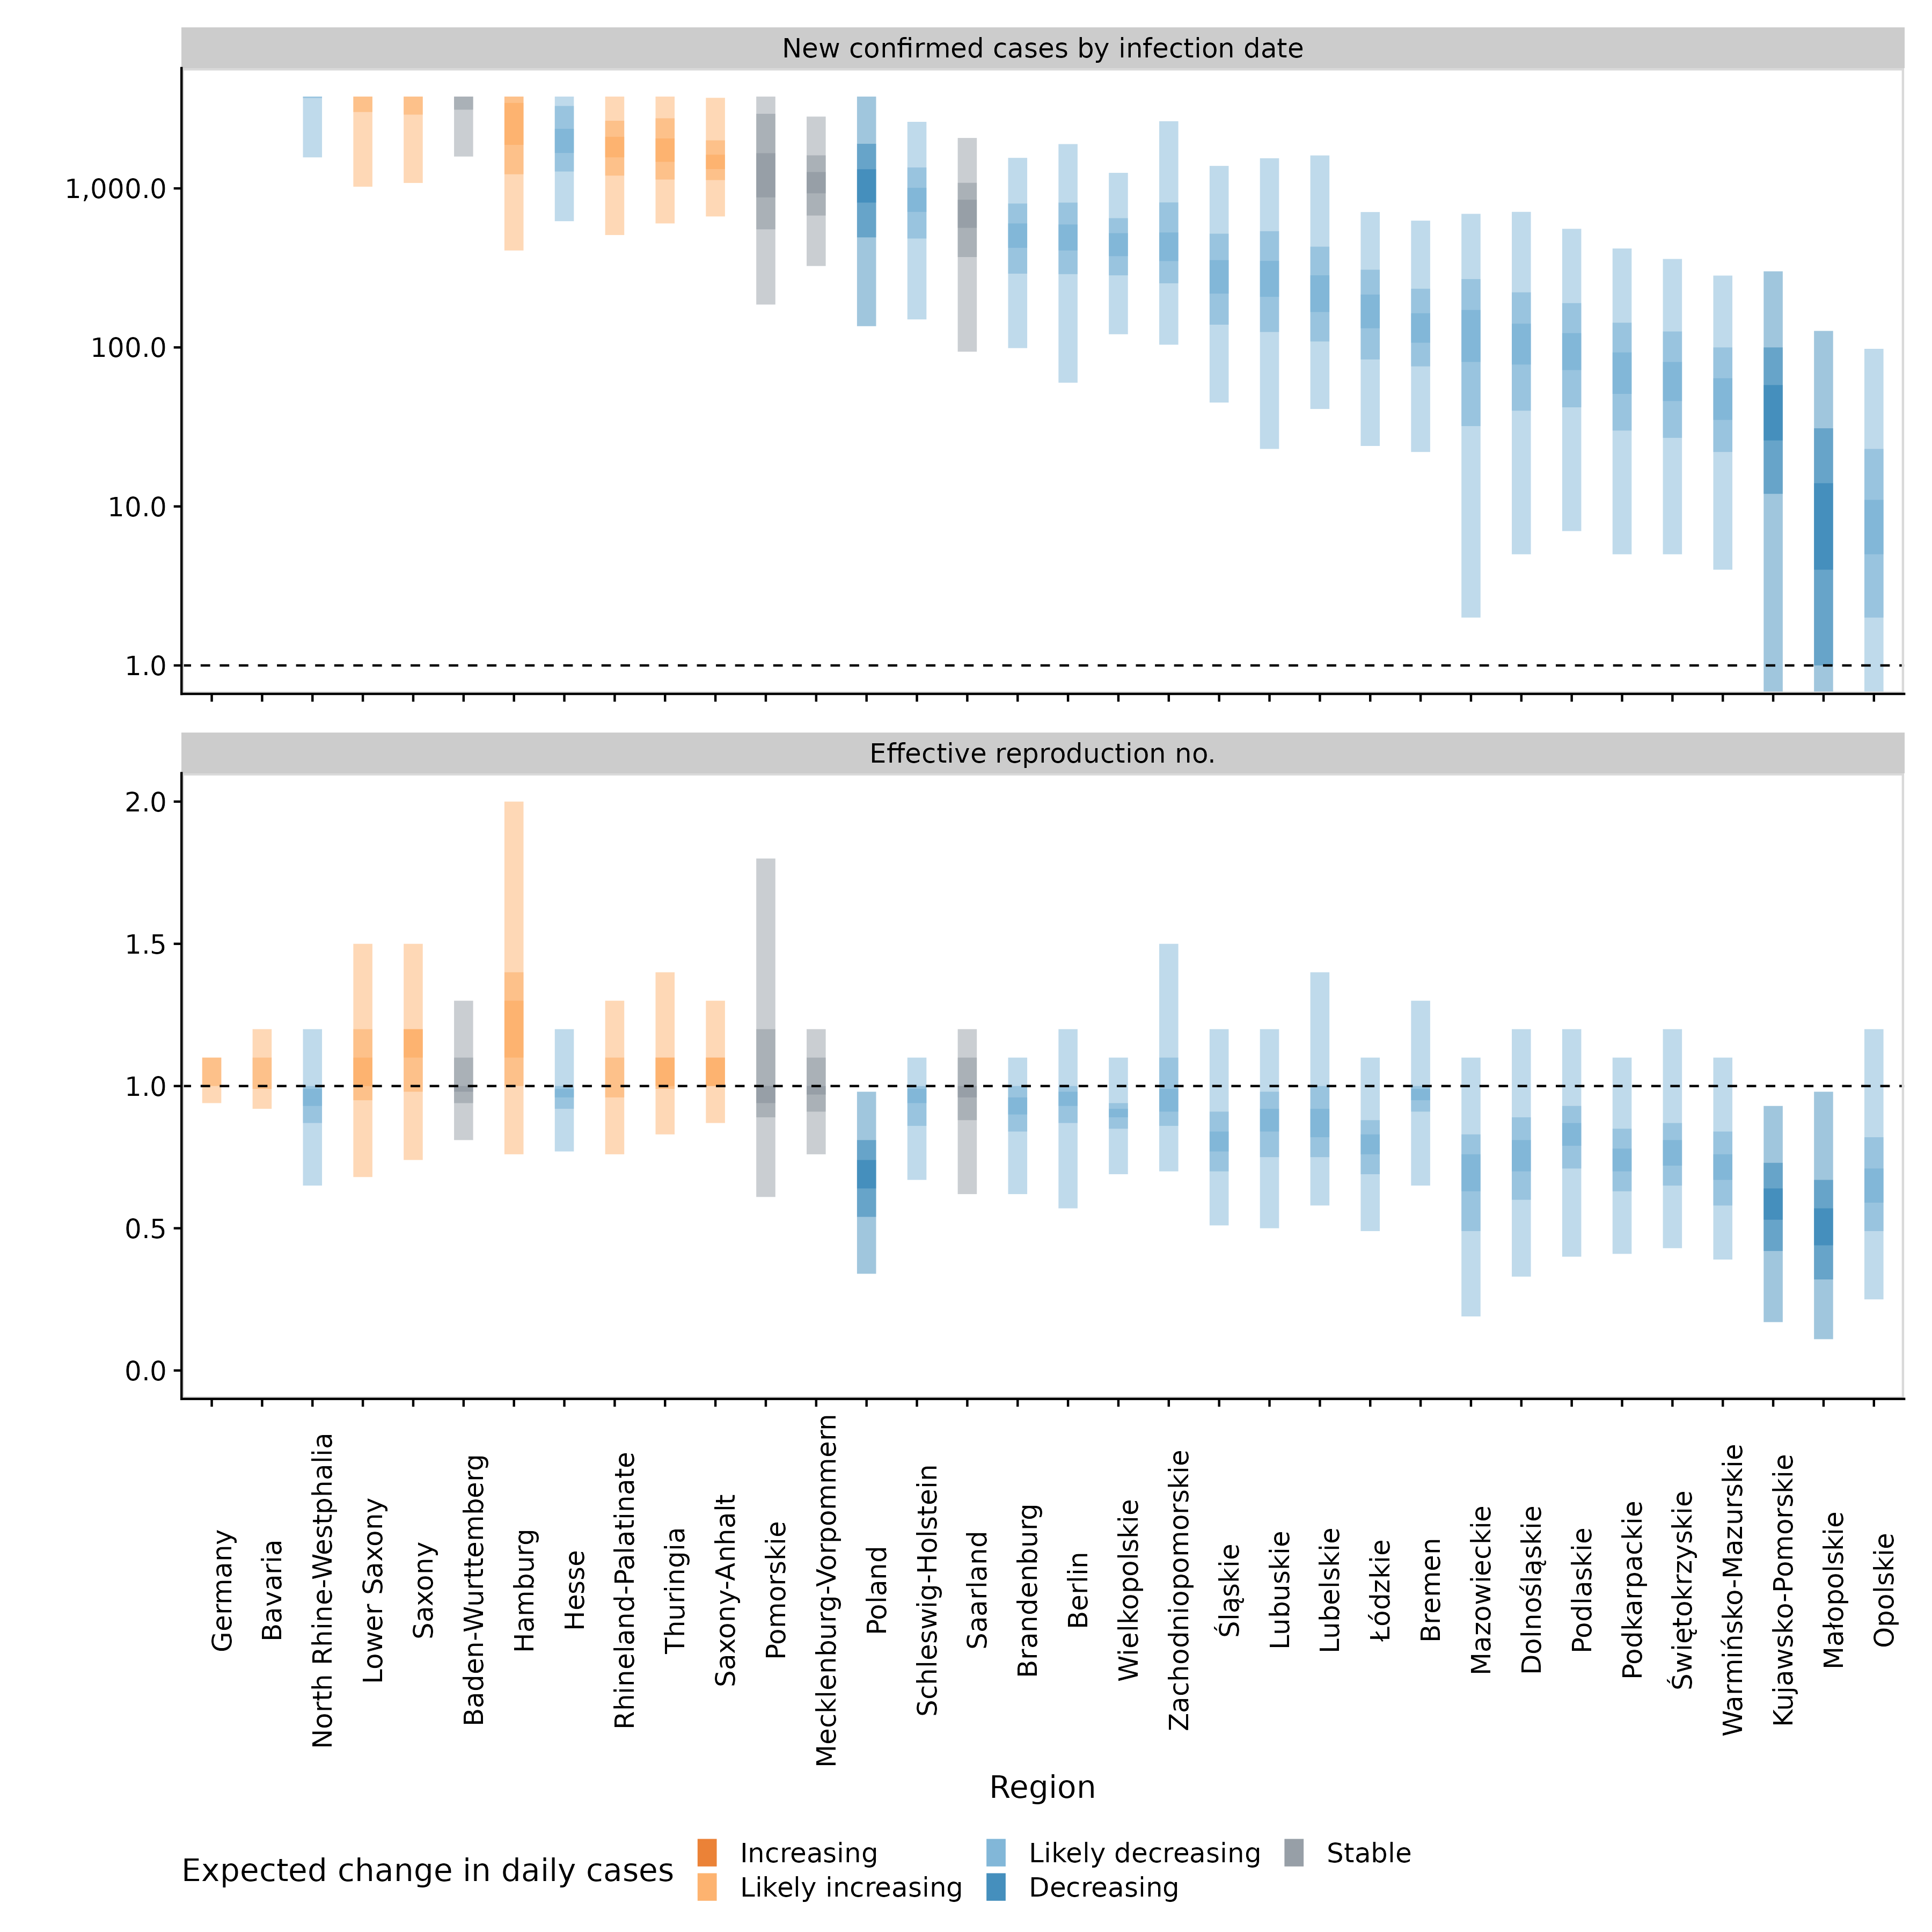 New confirmed cases by infection date
1,000.0
100.0
10.0
1.0
Effective reproduction no.
2.0
1.5
1.0
0.5
0.0
Germany
Bavaria
North Rhine-Westphalia
Lower Saxony
Saxony
Baden-Wurttemberg
Hamburg
Hesse
Rhineland-Palatinate
Thuringia
Saxony-Anhalt
Pomorskie
Mecklenburg-Vorpommern
Poland
Schleswig-Holstein
Saarland
Brandenburg
Berlin
Wielkopolskie
Zachodniopomorskie
Śląskie
Lubuskie
Lubelskie
Łódzkie
Bremen
Mazowieckie
Dolnośląskie
Podlaskie
Podkarpackie
Świętokrzyskie
Warmińsko-Mazurskie
Kujawsko-Pomorskie
Małopolskie
Opolskie
Region
Expected change in daily cases
Increasing
Likely increasing
Likely decreasing
Decreasing
Stable